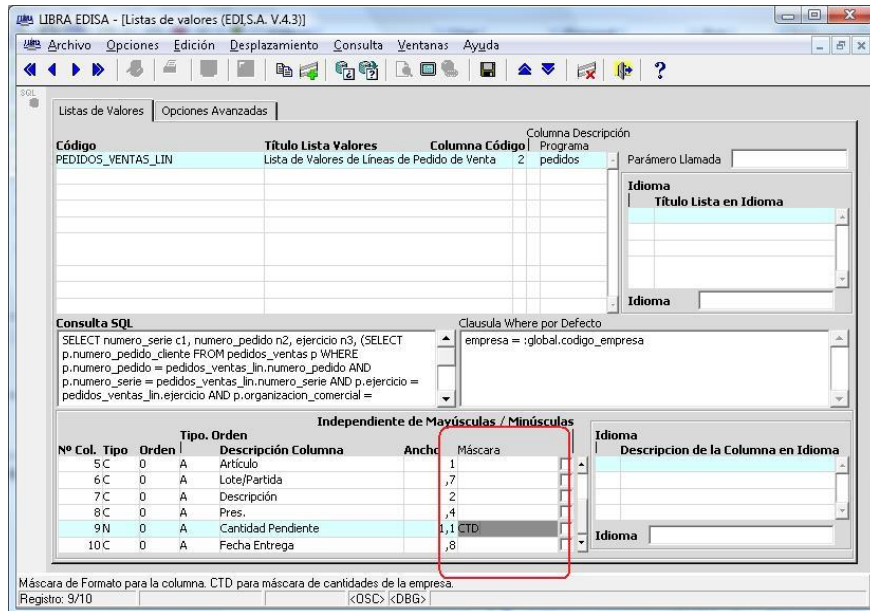 LIBRA EDISA - [Listas de valores (EDI,S.A. V.4.3)]
Archivo Opciones Edición Desplazamiento Consulta Ventanas Ayuda
SQL
Listas de Valores Opciones Avanzadas
Columna Descripción
Código Título Lista Valores Columna Código Programa
PEDIDOS_VENTAS_LIN Lista de Valores de Líneas de Pedido de Venta 2 pedidos
Parámero Llamada
Idioma
Título Lista en Idioma
Idioma
Consulta SQL
SELECT numero_serie c1, numero_pedido n2, ejercicio n3, (SELECT
p.numero_pedido_cliente FROM pedidos_ventas p WHERE
p.numero_pedido = pedidos_ventas_lin.numero_pedido AND
p.numero_serie = pedidos_ventas_lin.numero_serie AND p.ejercicio =
pedidos_ventas_lin.ejercicio AND p.organizacion_comercial =
Clausula Where por Defecto
empresa = :global.codigo_empresa
Independiente de Mayúsculas / Minúsculas
Tipo. Orden
Nº Col. Tipo Orden Descripción Columna Ancho Máscara
5 C 0 A Artículo 1
6 C 0 A Lote/Partida ,7
7 C 0 A Descripción 2
8 C 0 A Pres. ,4
9 N 0 A Cantidad Pendiente 1,1 CTD
10 C 0 A Fecha Entrega ,8
Idioma
Descripcion de la Columna en Idioma
Idioma
Máscara de Formato para la columna. CTD para máscara de cantidades de la empresa.
Registro: 9/10 <OSC> <DBG>